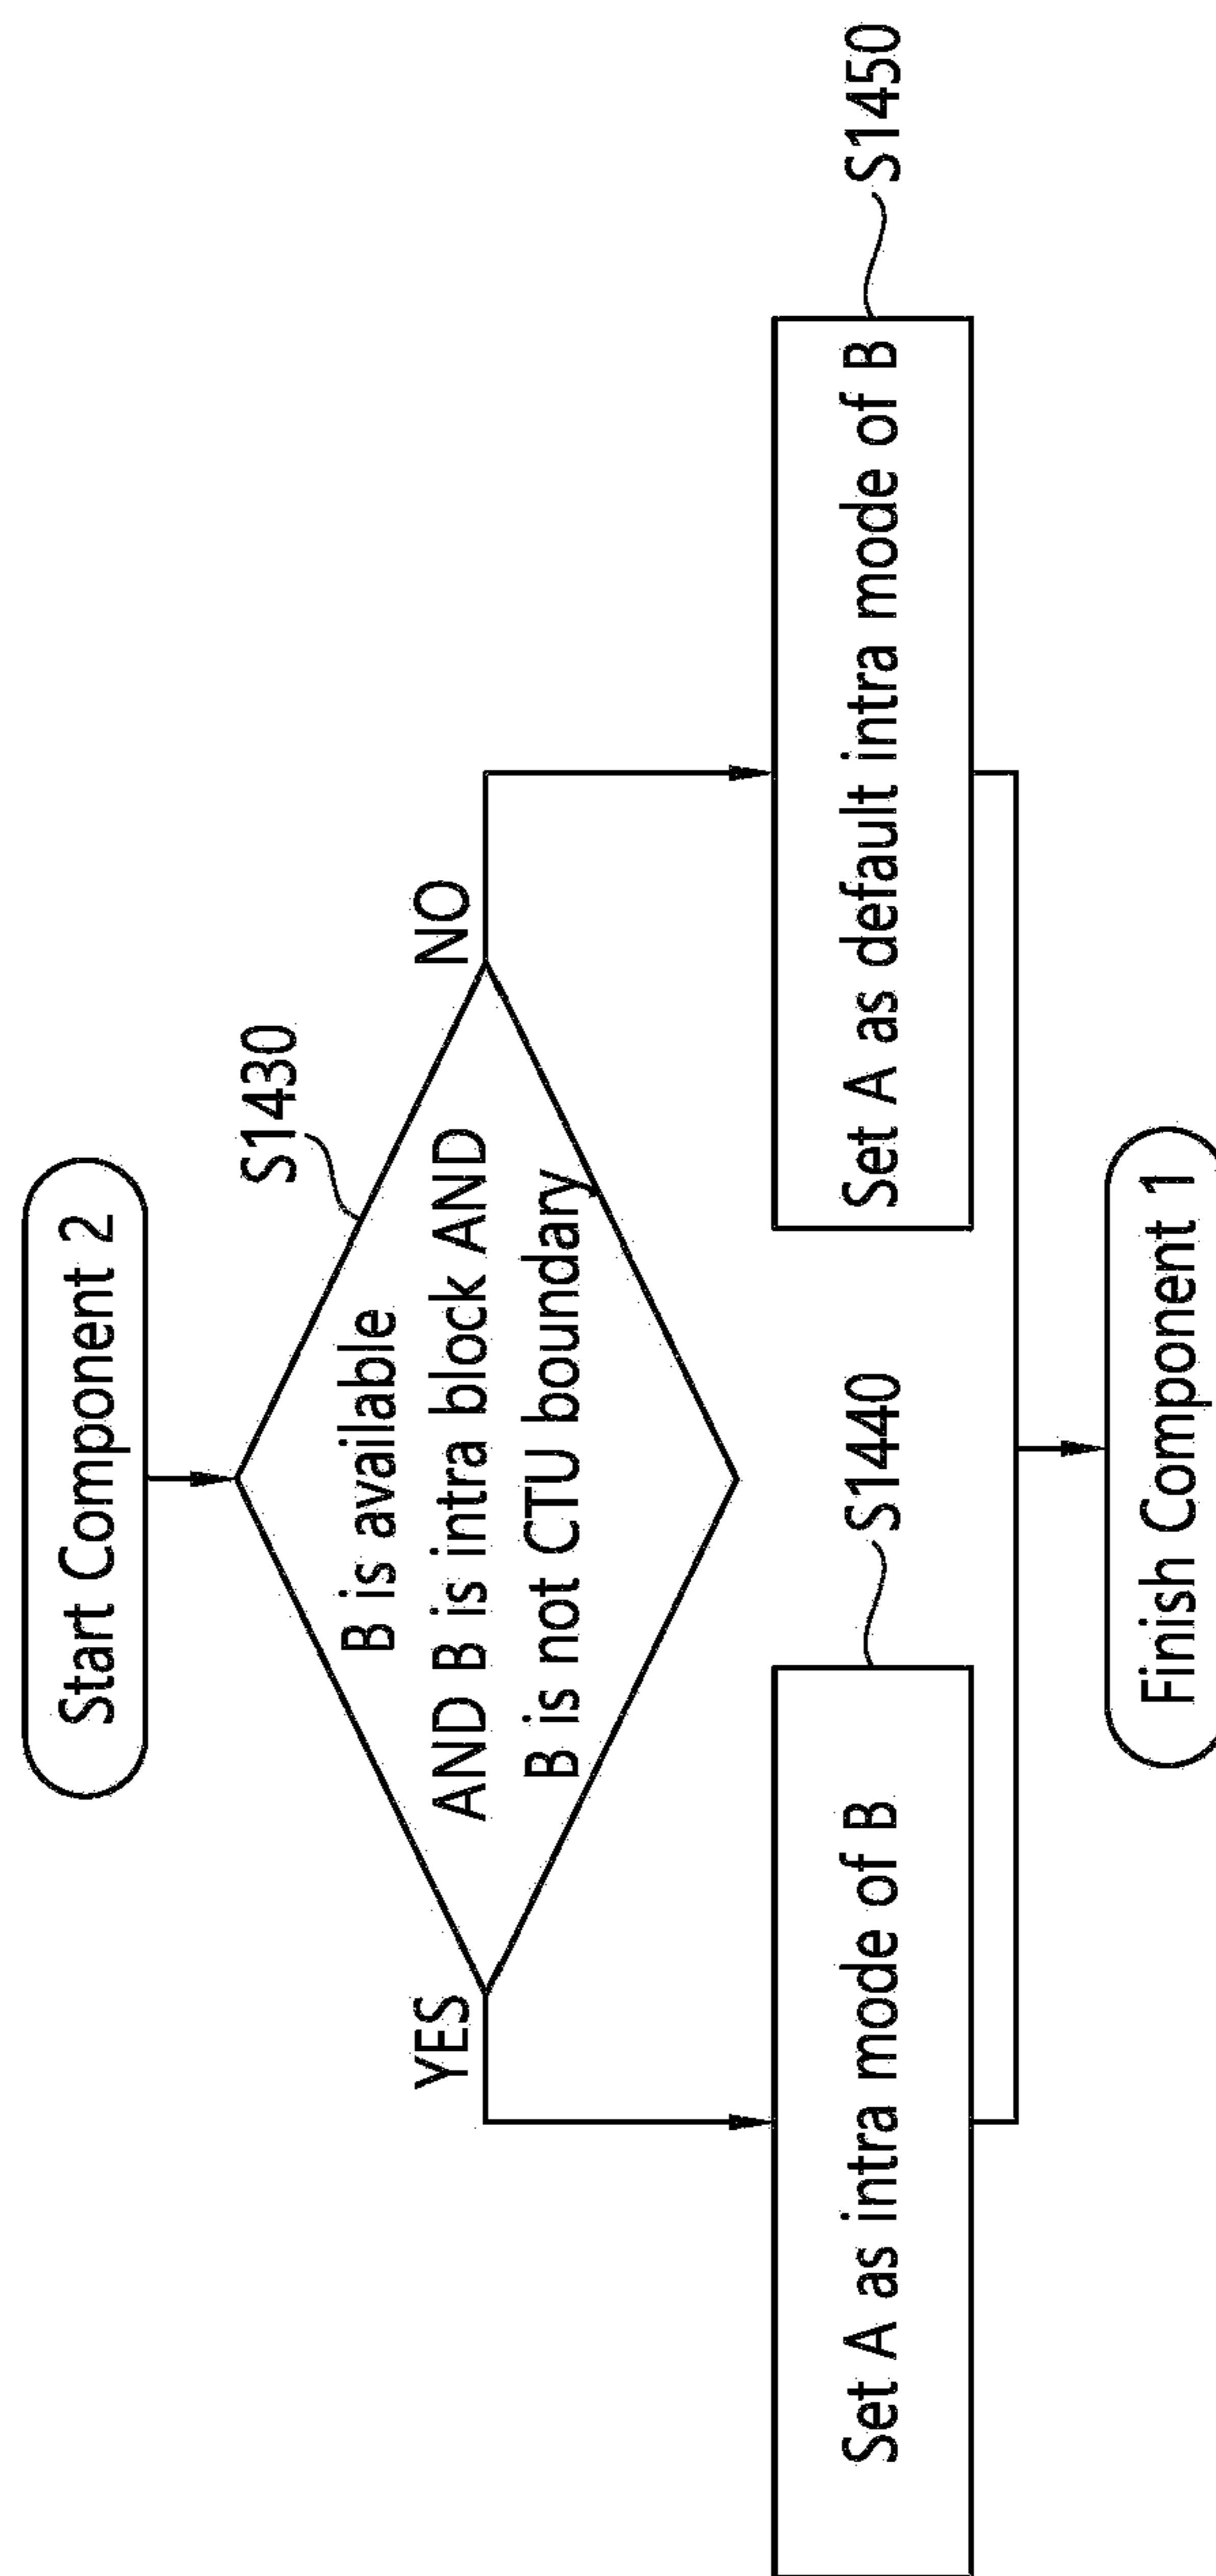 Start Component 2
S1430
B is available
AND B is intra block AND
B is not CTU boundary
YES
NO
S1440
Set A as intra mode of B
S1450
Set A as default intra mode of B
Finish Component 1